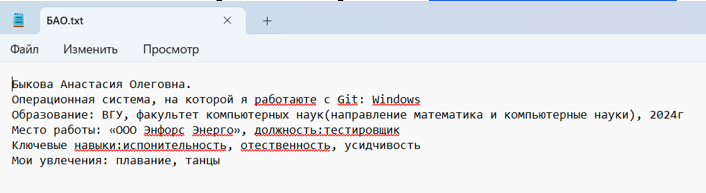 БАО.txt
Файл Изменить Просмотр
Быкова Анастасия Олеговна.
Операционная система, на которой я работаюте с Git: Windows
Образование: ВГУ, факультет компьютерных наук(направление математика и компьютерные науки), 2024г
Место работы: «ООО Энфорс Энерго», должность:тестировщик
Ключевые навыки:испонительность, отественность, усидчивость
Мои увлечения: плавание, танцы